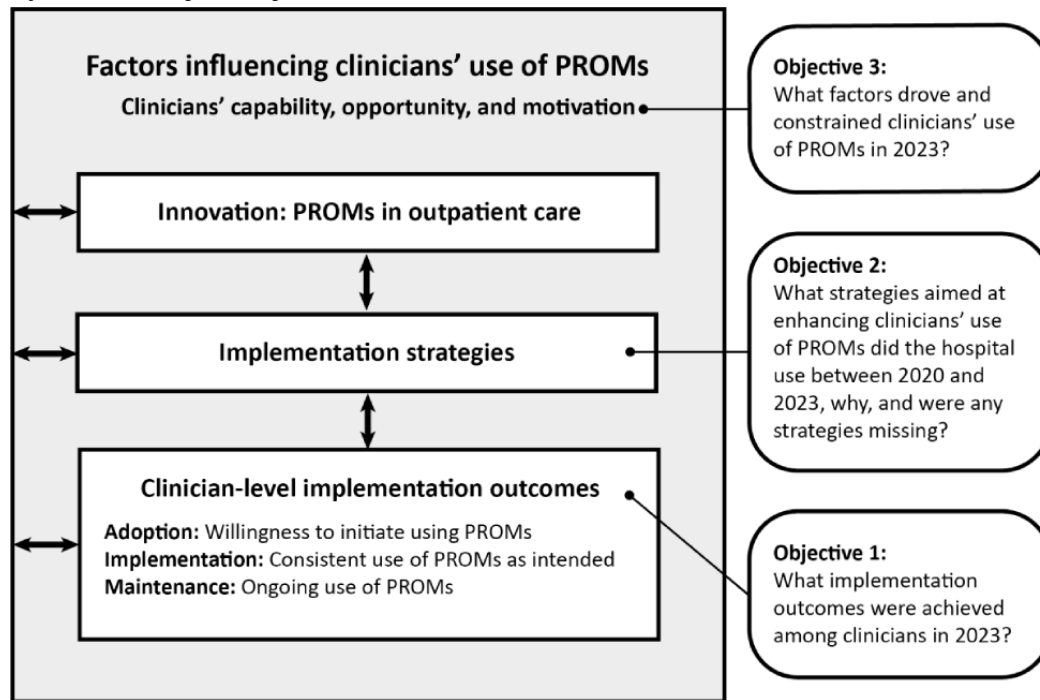 Factors influencing clinicians' use of PROMs
Clinicians' capability, opportunity, and motivation
Innovation: PROMs in outpatient care
Implementation strategies
Clinician-level implementation outcomes
Adoption: Willingness to initiate using PROMs
Implementation: Consistent use of PROMs as intended
Maintenance: Ongoing use of PROMs
Objective 3:
What factors drove and
constrained clinicians' use
of PROMs in 2023?
Objective 2:
What strategies aimed at
enhancing clinicians' use
of PROMs did the hospital
use between 2020 and
2023, why, and were any
strategies missing?
Objective 1:
What implementation
outcomes were achieved
among clinicians in 2023?